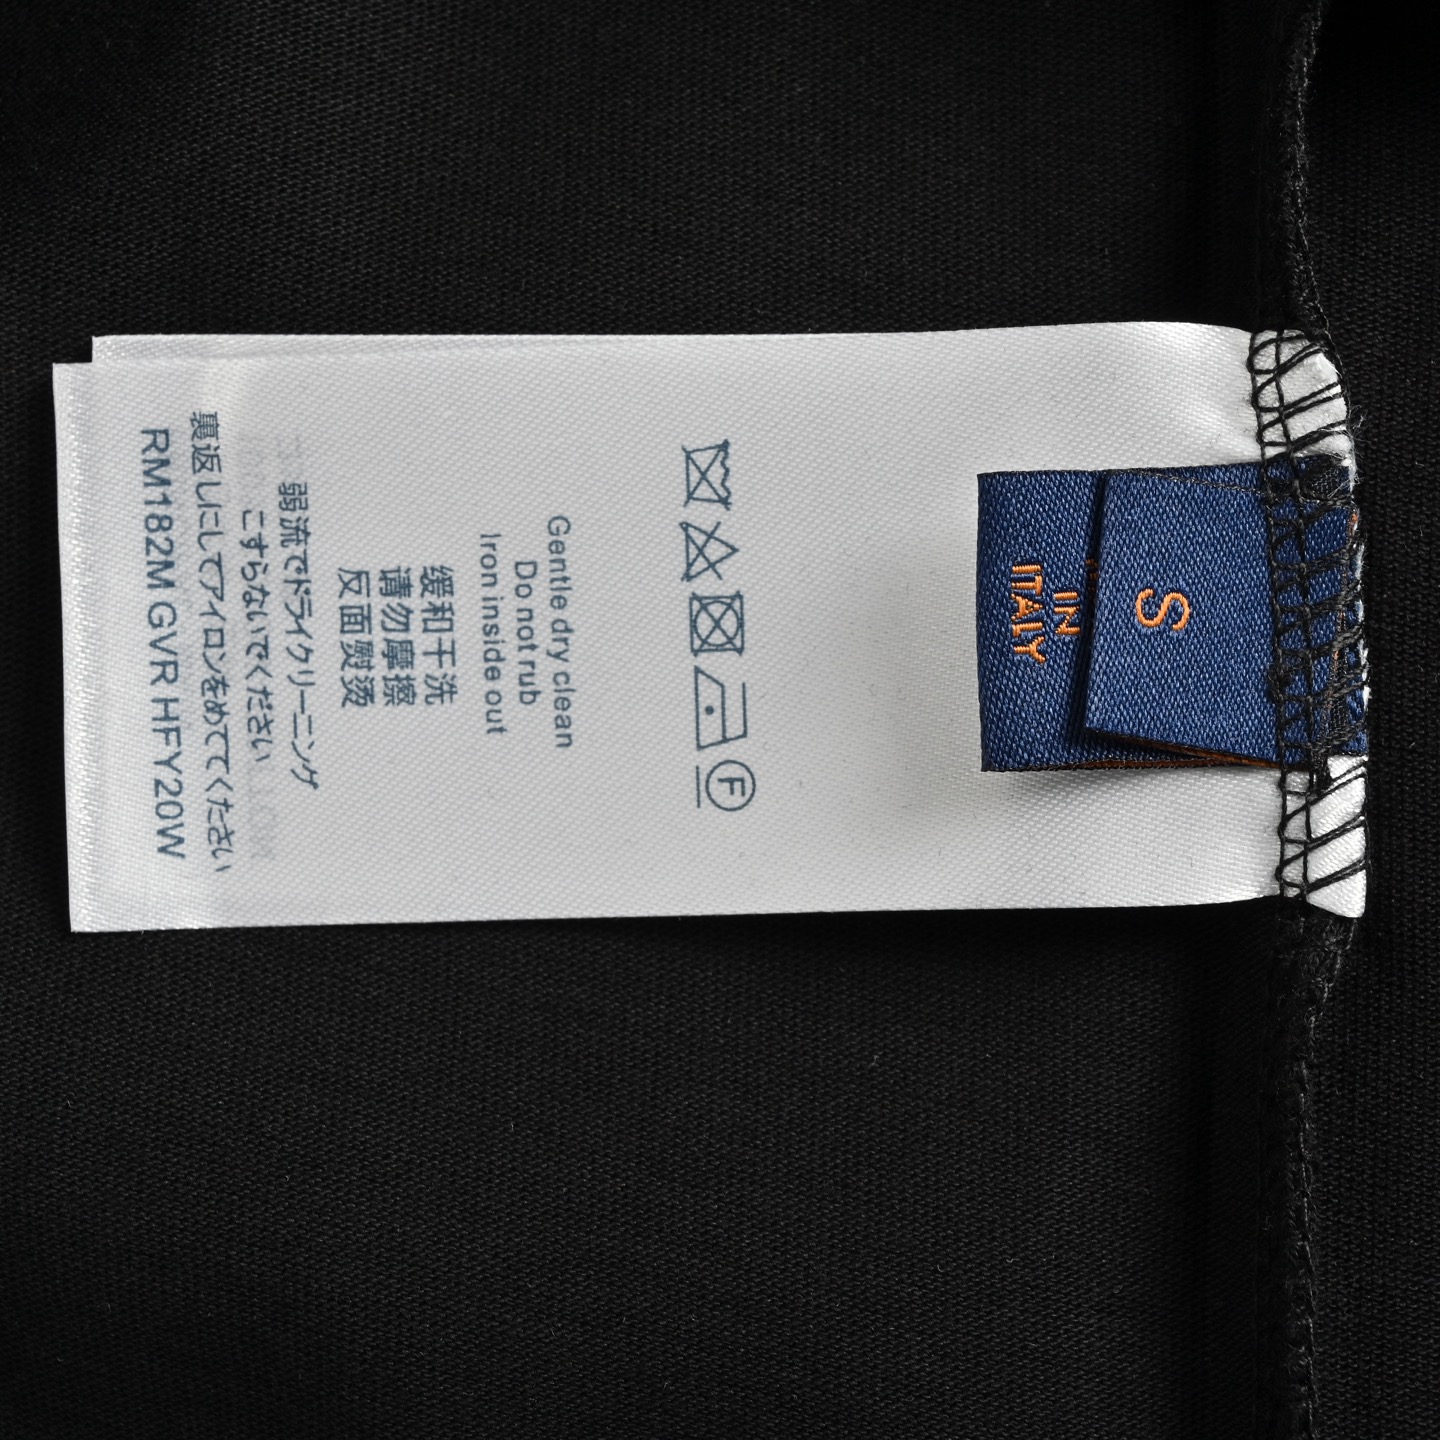 S
IN
ITALY
F
Gentle dry clean
Do not rub
Iron inside out
缓和干洗
请勿摩擦
反面熨烫
弱流でドライクリーニング
こすらないでください
裏返しにしてアイロンをめててください
RM182M GVR HFY20W